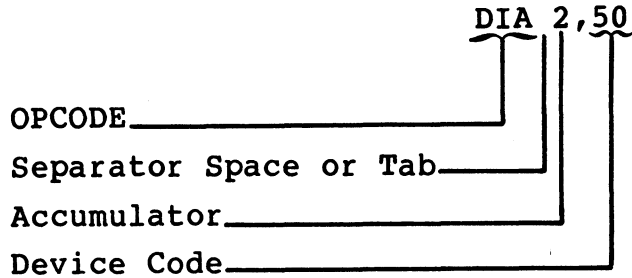 DIA 2,50
OPCODE
Separator Space or Tab
Accumulator
Device Code